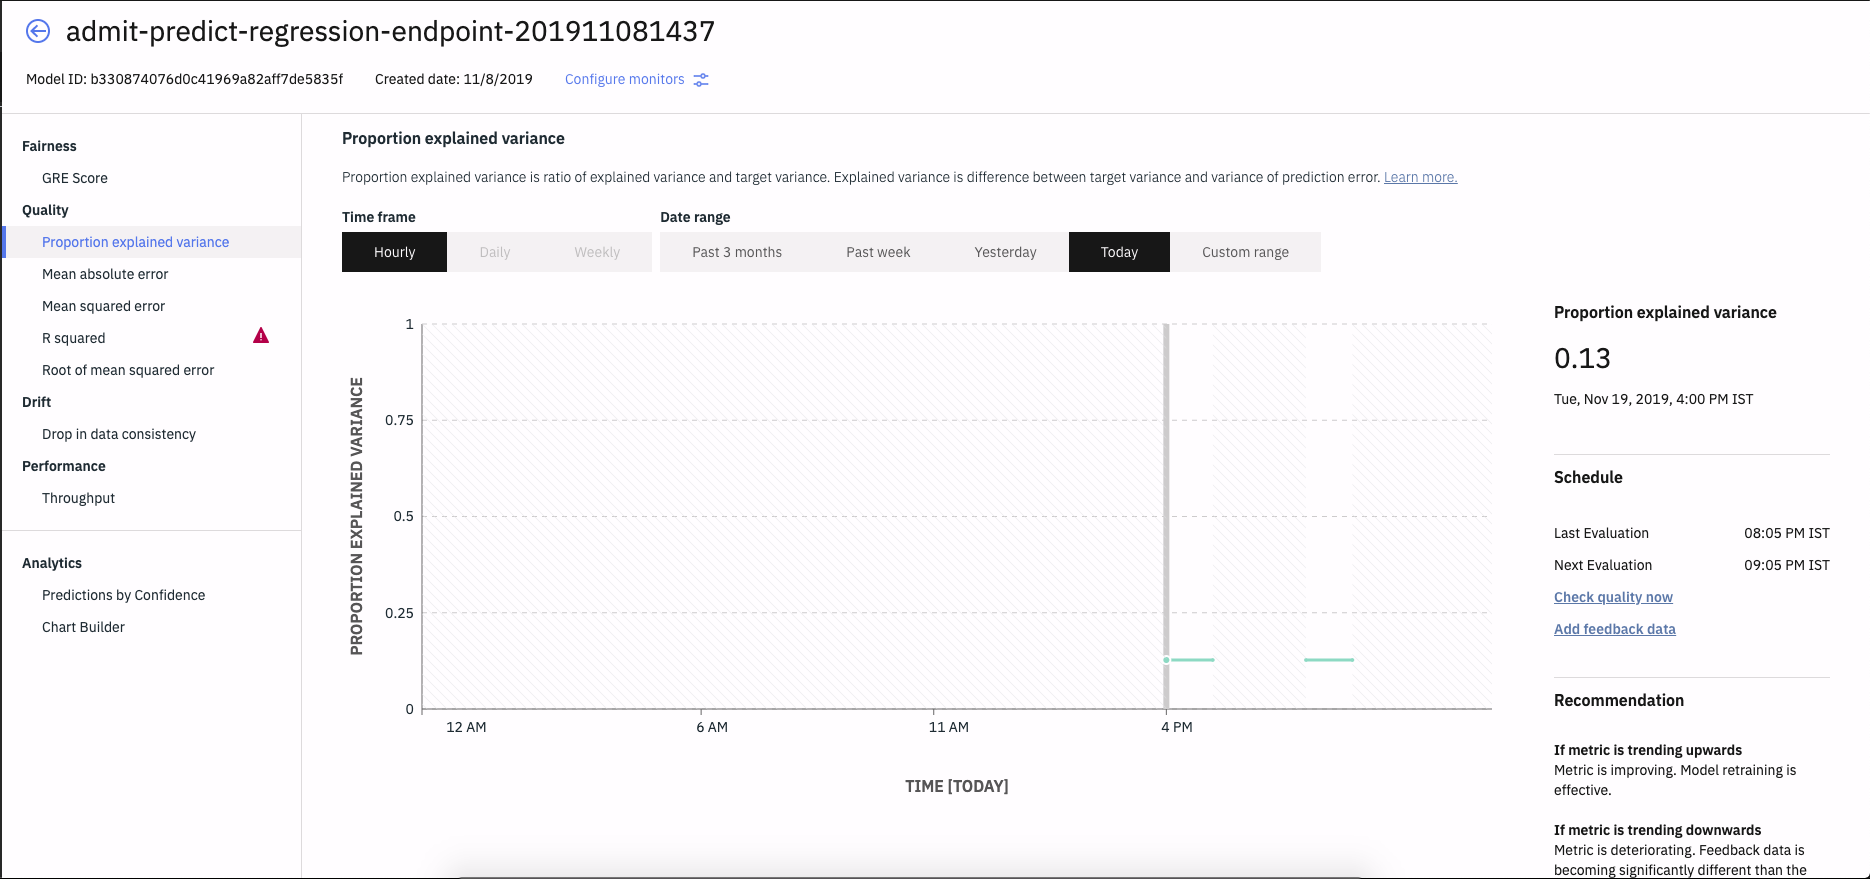 admit-predict-regression-endpoint-201911081437
Model ID: b330874076d0c41969a82aff7de5835f Created date: 11/8/2019 Configure monitors
Fairness
GRE Score
Quality
Proportion explained variance
Mean absolute error
Mean squared error
R squared
Root of mean squared error
Drift
Drop in data consistency
Performance
Throughput
Analytics
Predictions by Confidence
Chart Builder
Proportion explained variance
Proportion explained variance is ratio of explained variance and target variance. Explained variance is difference between target variance and variance of prediction error. Learn more.
Time frame Date range
Hourly Daily Weekly Past 3 months Past week Yesterday Today Custom range
PROPORTION EXPLAINED VARIANCE
1
0.75
0.5
0.25
0
12 AM 6 AM 11 AM 4 PM
TIME [TODAY]
Proportion explained variance
0.13
Tue, Nov 19, 2019, 4:00 PM IST
Schedule
Last Evaluation 08:05 PM IST
Next Evaluation 09:05 PM IST
Check quality now
Add feedback data
Recommendation
If metric is trending upwards
Metric is improving. Model retraining is
effective.
If metric is trending downwards
Metric is deteriorating. Feedback data is
becoming significantly different than the